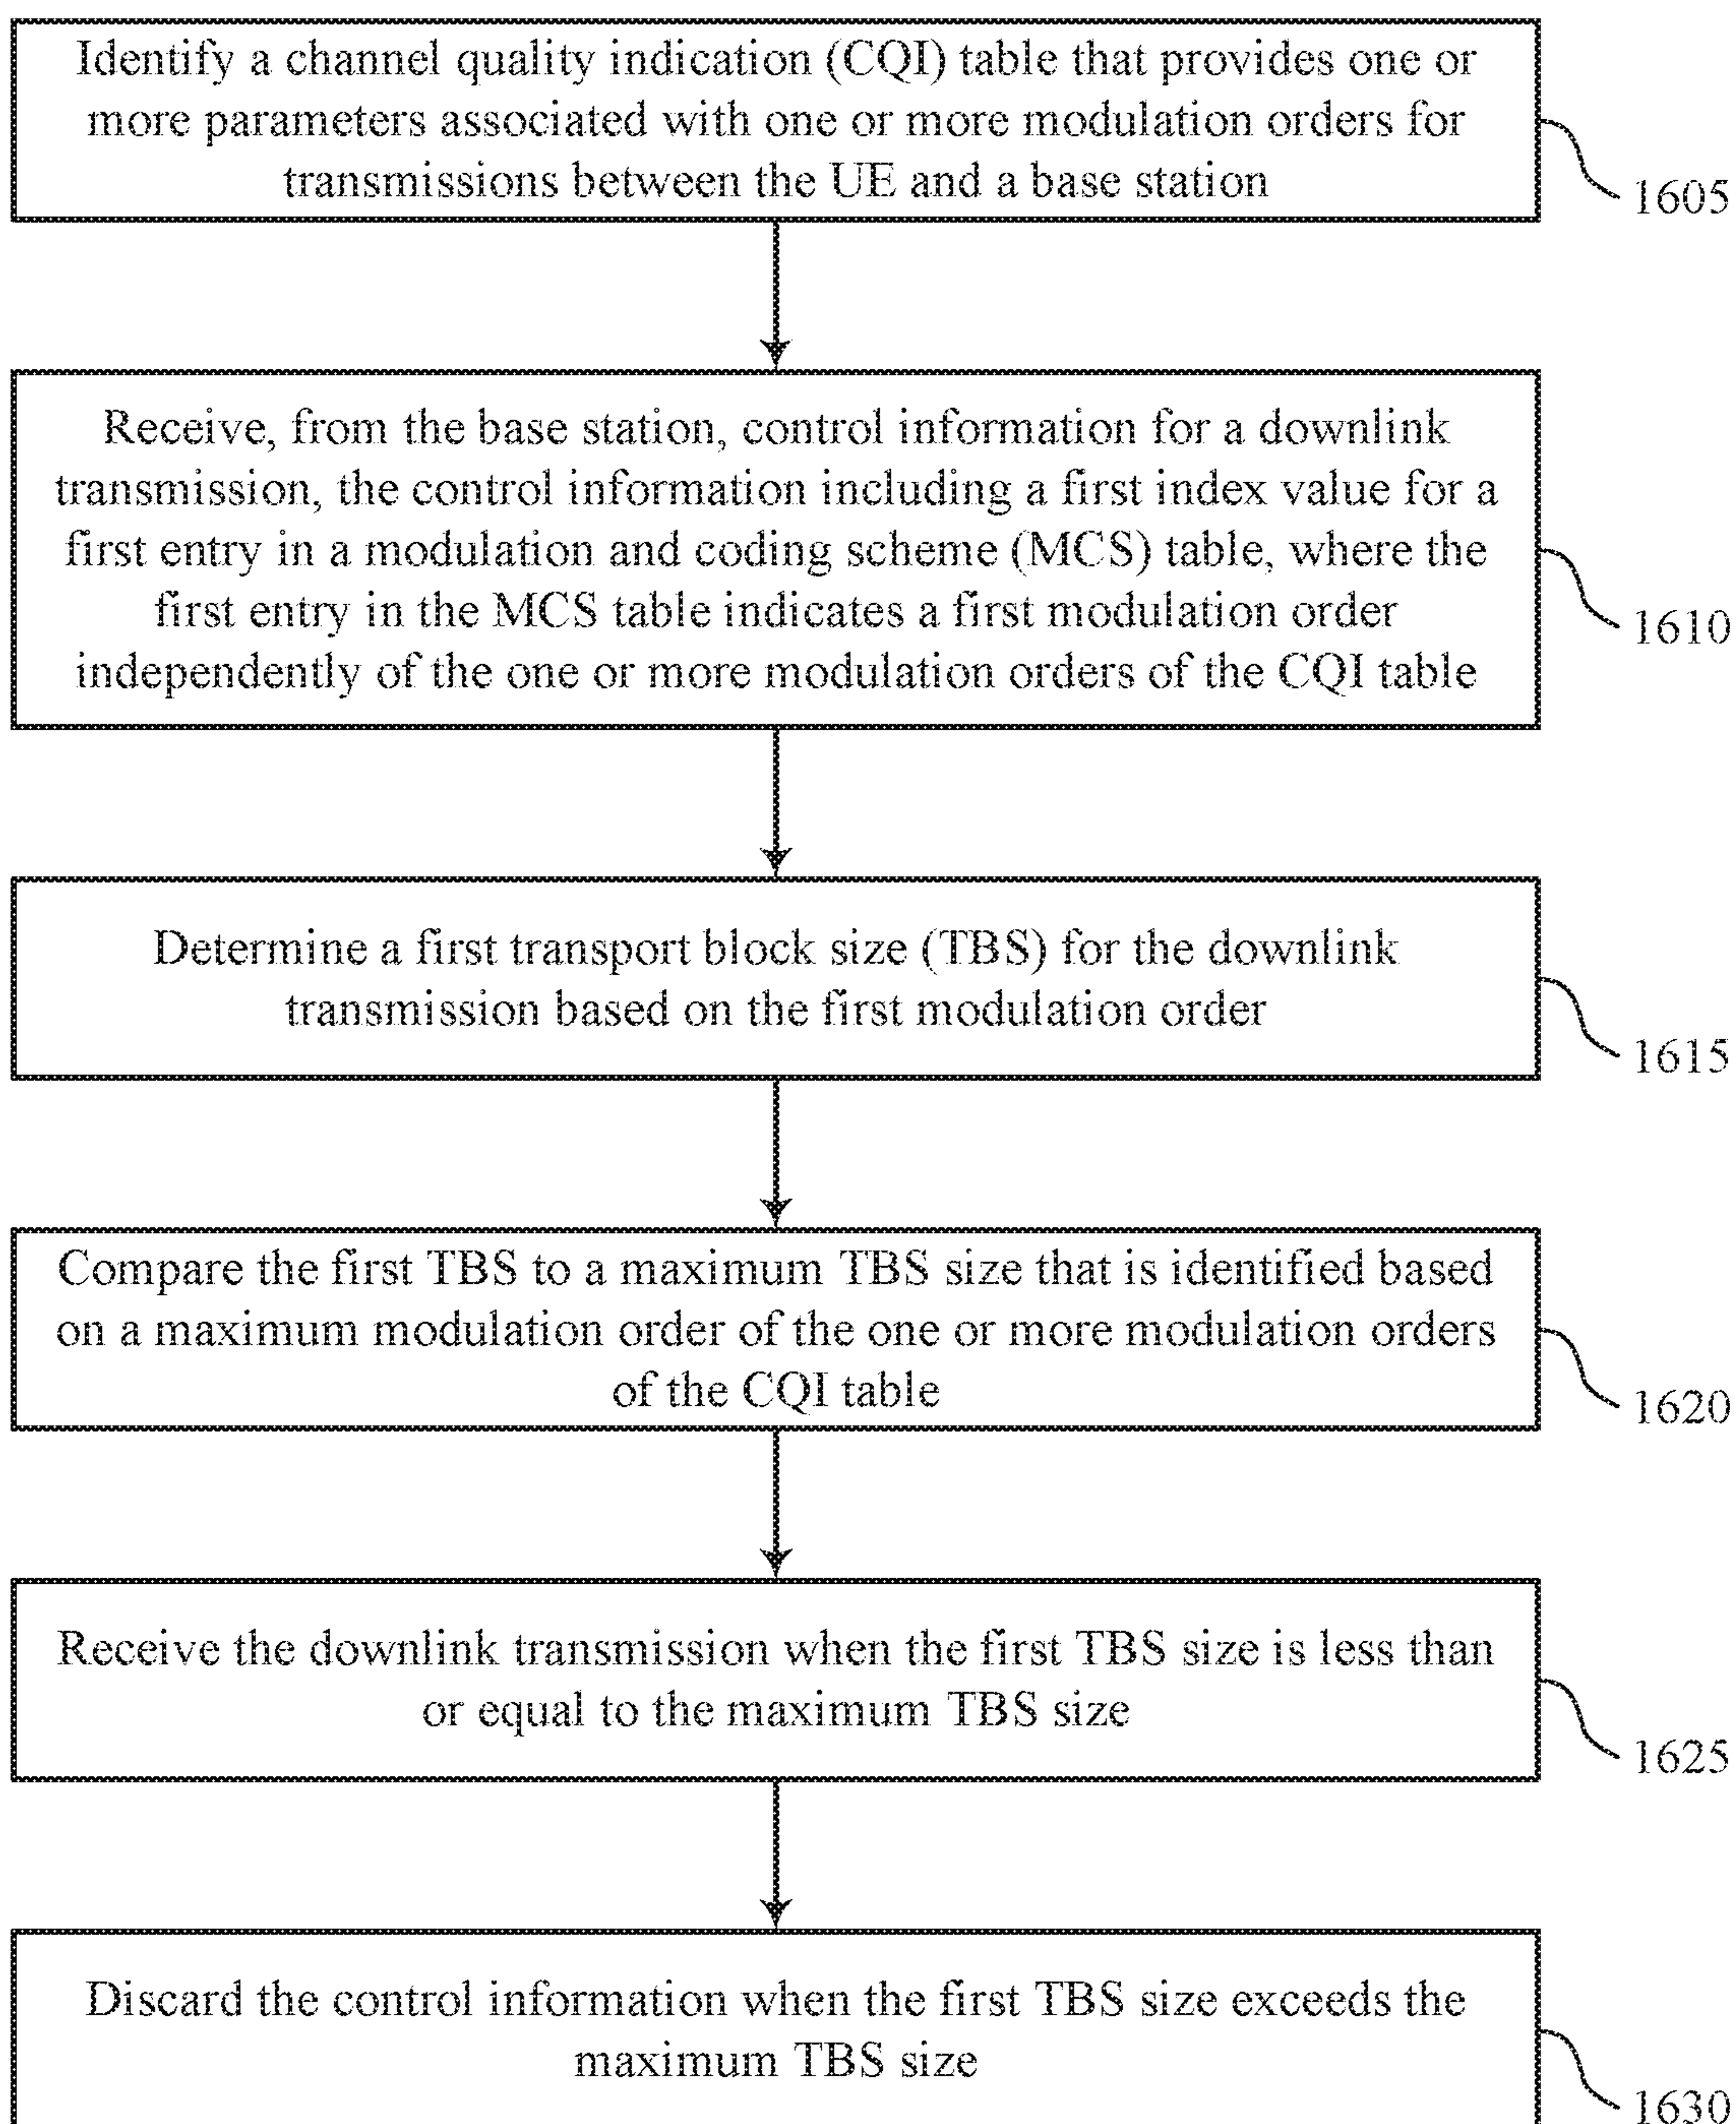 Identify a channel quality indication (CQI) table that provides one or
more parameters associated with one or more modulation orders for
transmissions between the UE and a base station
1605
Receive, from the base station, control information for a downlink
transmission, the control information including a first index value for a
first entry in a modulation and coding scheme (MCS) table, where the
first entry in the MCS table indicates a first modulation order
independently of the one or more modulation orders of the CQI table
1610
Determine a first transport block size (TBS) for the downlink
transmission based on the first modulation order
1615
Compare the first TBS to a maximum TBS size that is identified based
on a maximum modulation order of the one or more modulation orders
of the CQI table
1620
Receive the downlink transmission when the first TBS size is less than
or equal to the maximum TBS size
1625
Discard the control information when the first TBS size exceeds the
maximum TBS size
1630